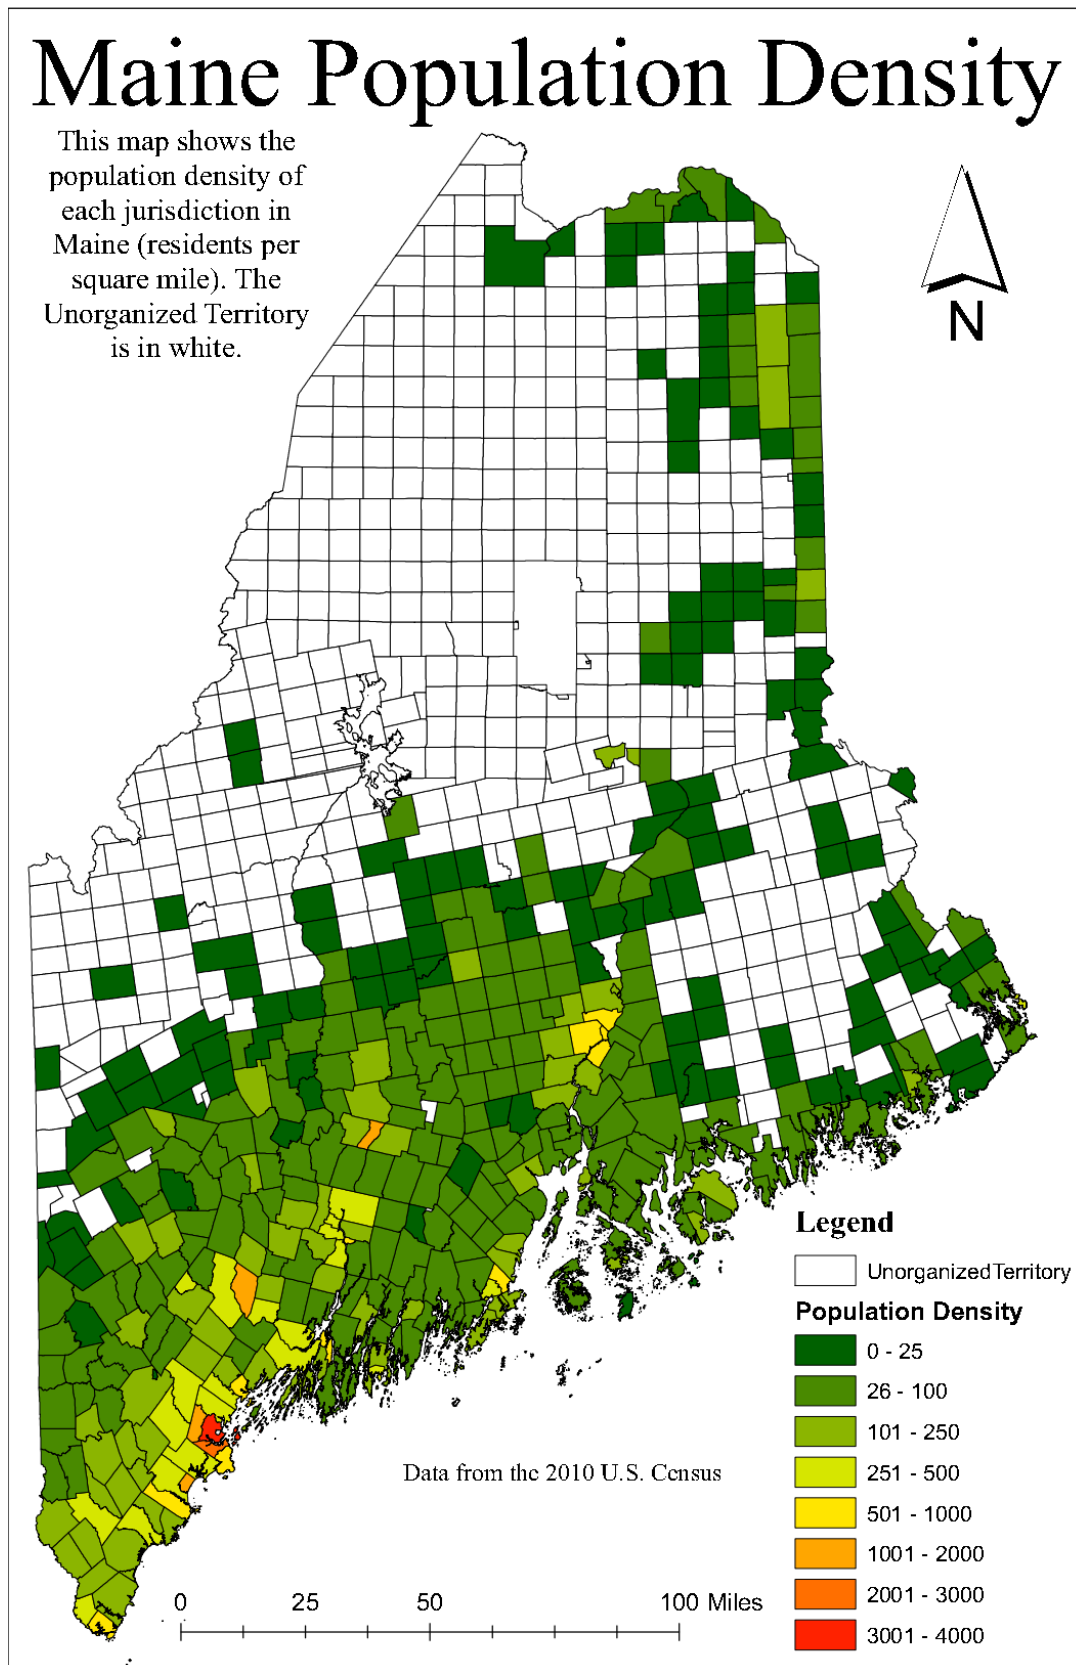 Maine Population Density
This map shows the
population density of
each jurisdiction in
Maine (residents per
square mile). The
Unorganized Territory
is in white.
N
Legend
Unorganized Territory
Population Density
0 - 25
26 - 100
101 - 250
251 - 500
501 - 1000
1001 - 2000
2001 - 3000
3001 - 4000
Data from the 2010 U.S. Census
0 25 50 100 Miles